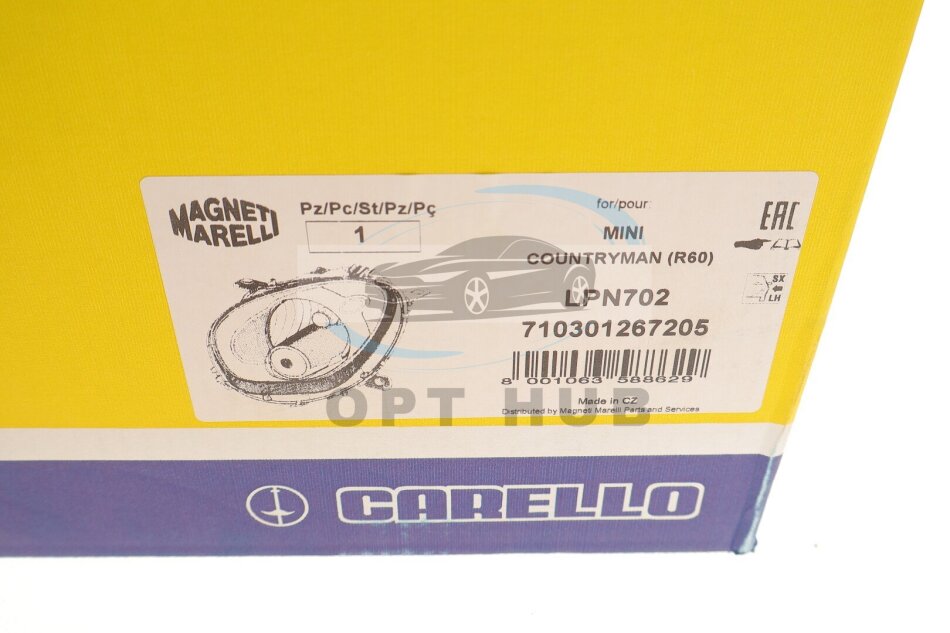 MAGNETI
MARELLI
Pz/Pc/St/Pz/Pç
1
for/pour:
MINI
COUNTRYMAN (R60)
LPN702
710301267205
8 001063 588629
Made in CZ
Distributed by Magneti Marelli Parts and Services
EAC
SX
LH
OPT HUB
CARELLO